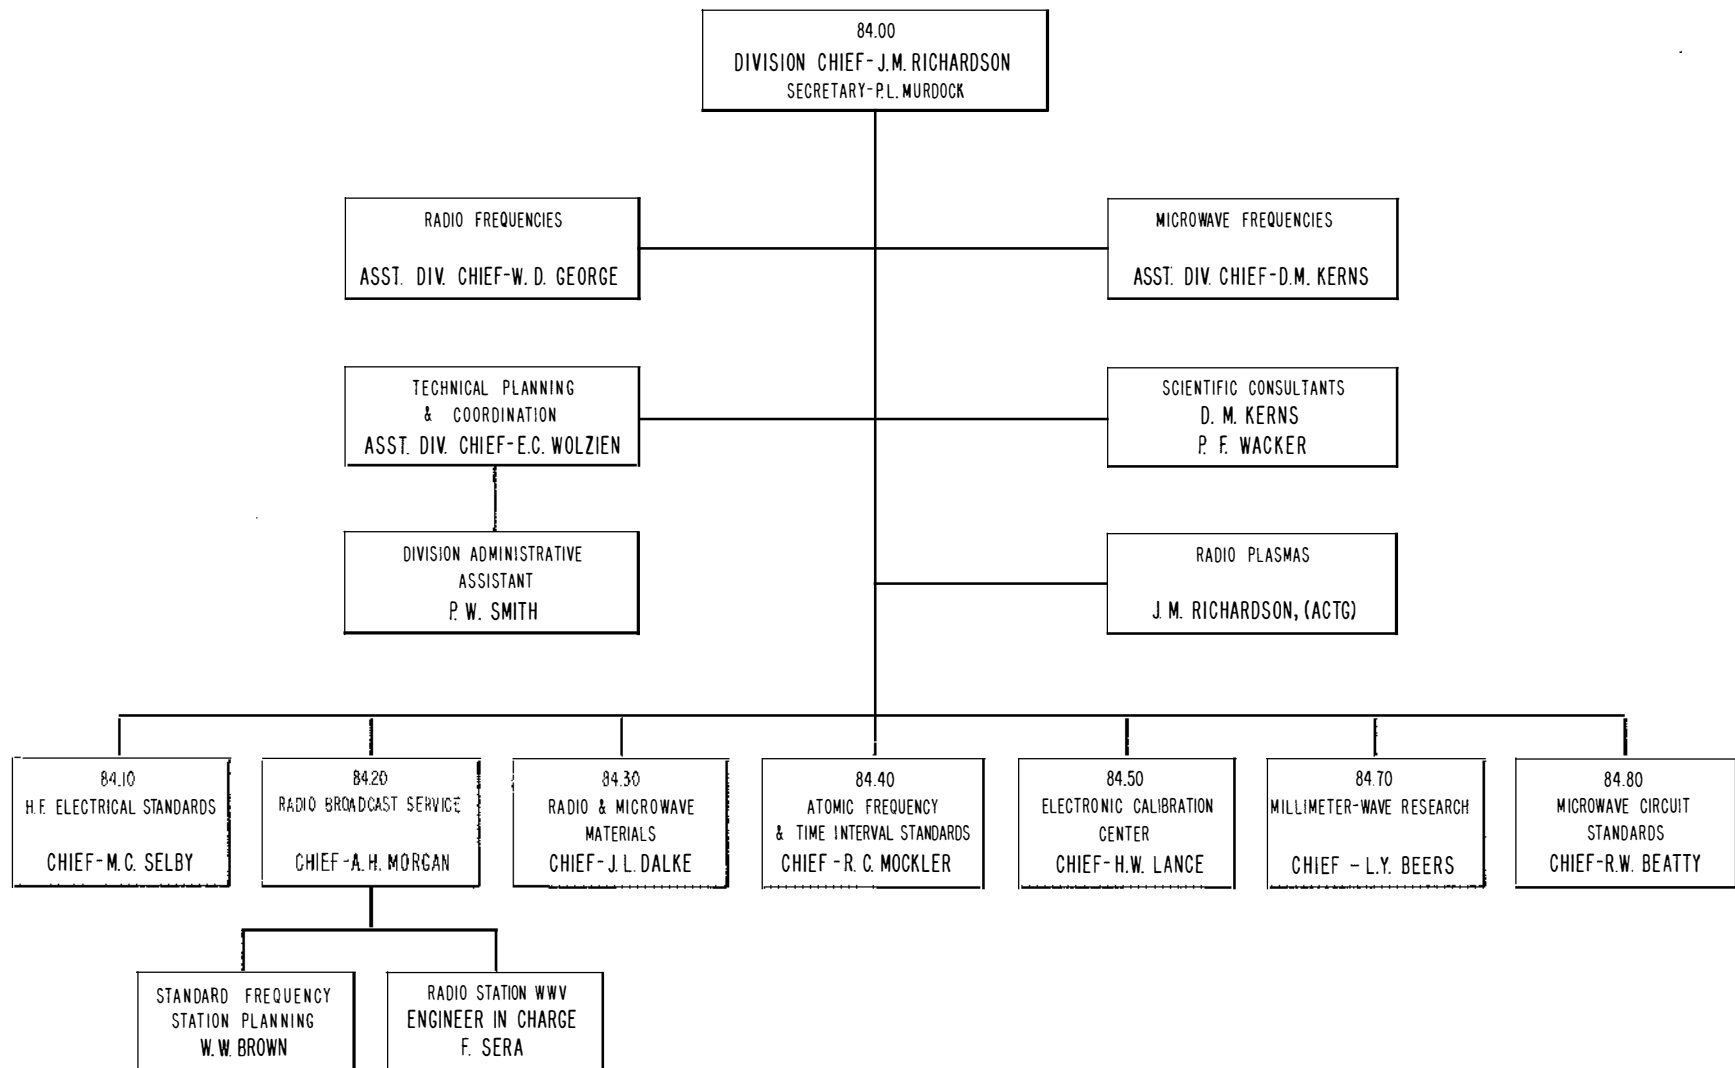 84.00
DIVISION CHIEF-J.M. RICHARDSON
SECRETARY-P.L. MURDOCK
RADIO FREQUENCIES
ASST. DIV. CHIEF-W. D. GEORGE
MICROWAVE FREQUENCIES
ASST. DIV. CHIEF-D.M. KERNS
TECHNICAL PLANNING
& COORDINATION
ASST. DIV. CHIEF-E.C. WOLZIEN
SCIENTIFIC CONSULTANTS
D. M. KERNS
P. F. WACKER
DIVISION ADMINISTRATIVE
ASSISTANT
P. W. SMITH
RADIO PLASMAS
J. M. RICHARDSON, (ACTG)
84.10
H.F. ELECTRICAL STANDARDS
CHIEF-M.C. SELBY
84.20
RADIO BROADCAST SERVICE
CHIEF-A.H. MORGAN
84.30
RADIO & MICROWAVE
MATERIALS
CHIEF-J.L. DALKE
84.40
ATOMIC FREQUENCY
& TIME INTERVAL STANDARDS
CHIEF-R.C. MOCKLER
84.50
ELECTRONIC CALIBRATION
CENTER
CHIEF-H.W. LANCE
84.70
MILLIMETER-WAVE RESEARCH
CHIEF - L.Y. BEERS
84.80
MICROWAVE CIRCUIT
STANDARDS
CHIEF-R.W. BEATTY
STANDARD FREQUENCY
STATION PLANNING
W.W. BROWN
RADIO STATION WWV
ENGINEER IN CHARGE
F. SERA